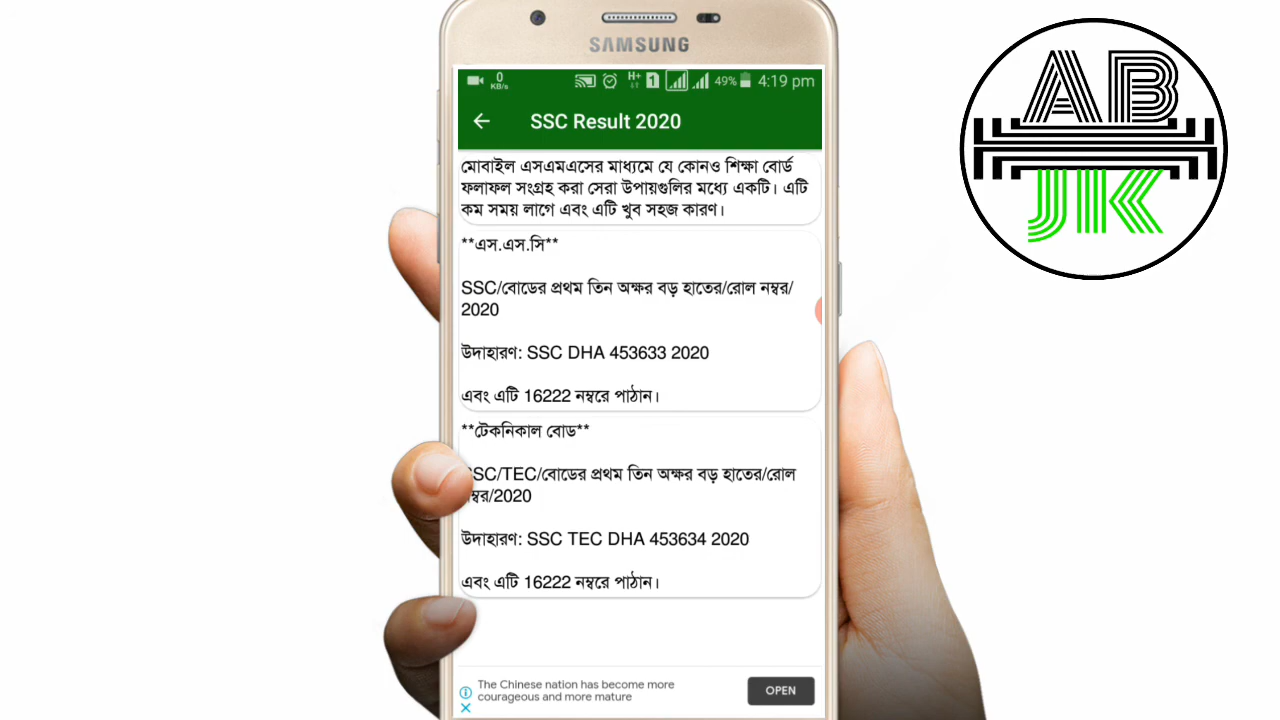 SAMSUNG
0
KB/s
H+
1
49%
4:19 pm
SSC Result 2020
মোবাইল এসএমএসের মাধ্যমে যে কোনও শিক্ষা বোর্ড
ফলাফল সংগ্রহ করা সেরা উপায়গুলির মধ্যে একটি। এটি
কম সময় লাগে এবং এটি খুব সহজ কারণ।
**এস.এস.সি**
SSC/বোর্ডের প্রথম তিন অক্ষর বড় হাতের/রোল নম্বর/
2020
উদাহারণ: SSC DHA 453633 2020
এবং এটি 16222 নম্বরে পাঠান।
**টেকনিকাল বোর্ড**
SSC/TEC/বোর্ডের প্রথম তিন অক্ষর বড় হাতের/রোল
নম্বর/2020
উদাহারণ: SSC TEC DHA 453634 2020
এবং এটি 16222 নম্বরে পাঠান।
The Chinese nation has become more
courageous and more mature
OPEN
AB
JK